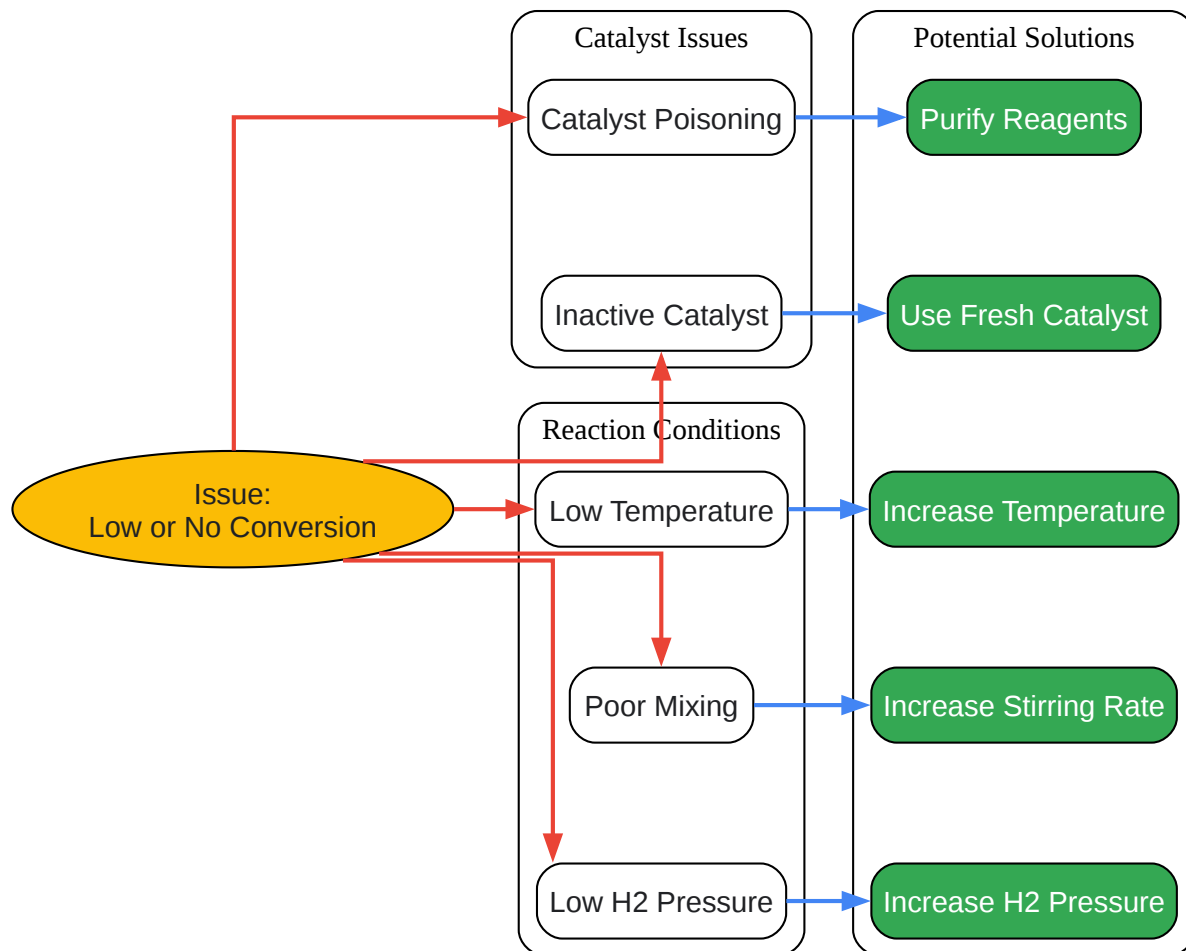 Catalyst Issues
Potential Solutions
Catalyst Poisoning
Purify Reagents
Inactive Catalyst
Use Fresh Catalyst
Reaction Conditions
Issue:
Low or No Conversion
Low Temperature
Increase Temperature
Poor Mixing
Increase Stirring Rate
Low H2 Pressure
Increase H2 Pressure